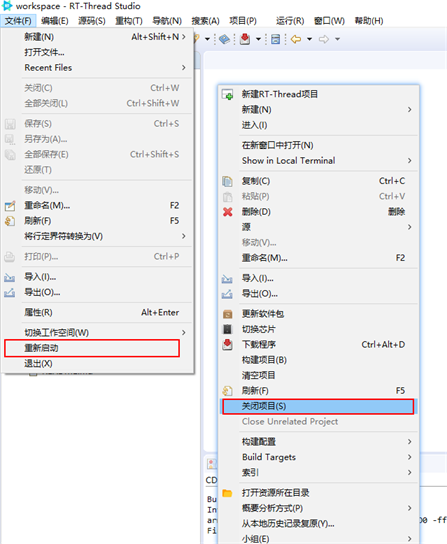 workspace - RT-Thread Studio
文件(F) 编辑(E) 源码(S) 重构(T) 导航(N) 搜索(A) 项目(P) 运行(R) 窗口(W) 帮助(H)
新建(N) Alt+Shift+N >
打开文件...
Recent Files >
关闭(C) Ctrl+W
全部关闭(L) Ctrl+Shift+W
保存(S) Ctrl+S
另存为(A)...
全部保存(E) Ctrl+Shift+S
还原(T)
移动(V)...
重命名(M)... F2
刷新(F) F5
将行定界符转换为(V) >
打印(P)... Ctrl+P
导入(I)...
导出(O)...
属性(R) Alt+Enter
切换工作空间(W) >
重新启动
退出(X)
新建RT-Thread项目
新建(N) >
进入(I)
在新窗口中打开(N)
Show in Local Terminal >
复制(C) Ctrl+C
粘贴(P) Ctrl+V
删除(D) 删除
源 >
移动(V)...
重命名(M)... F2
导入(I)...
导出(O)...
更新软件包
切换芯片
下载程序 Ctrl+Alt+D
构建项目(B)
清空项目
刷新(F) F5
关闭项目(S)
Close Unrelated Project
构建配置 >
Build Targets >
索引 >
打开资源所在目录
概要分析方式(P) >
从本地历史记录复原(Y)...
小组(E) >
CD
Bu
In
ar
Fi
00 -ff